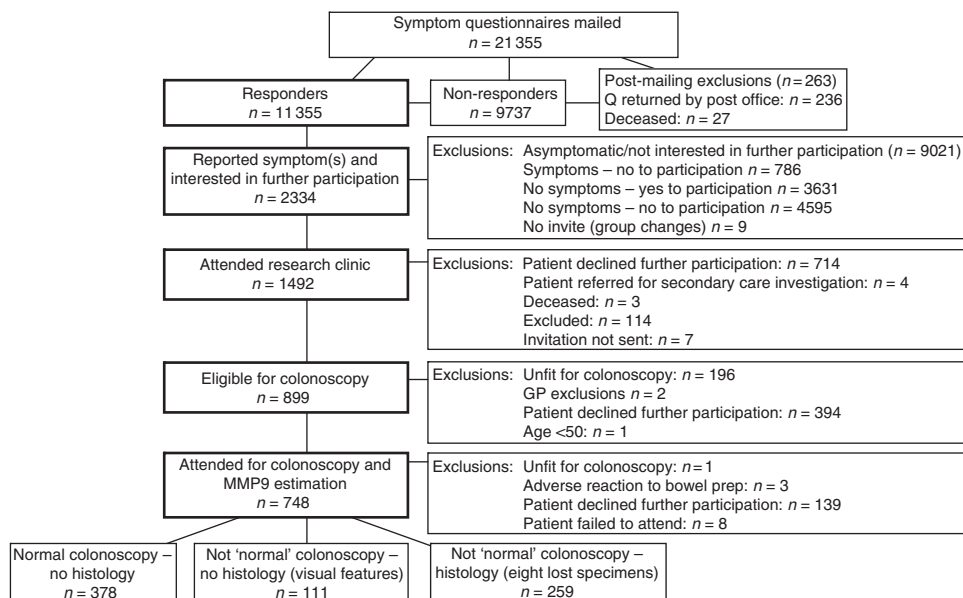 Symptom questionnaires mailed
n = 21 355
Responders
n = 11 355
Non-responders
n = 9737
Post-mailing exclusions (n = 263)
Q returned by post office: n = 236
Deceased: n = 27
Reported symptom(s) and
interested in further participation
n = 2334
Exclusions: Asymptomatic/not interested in further participation (n = 9021)
Symptoms – no to participation n = 786
No symptoms – yes to participation n = 3631
No symptoms – no to participation n = 4595
No invite (group changes) n = 9
Attended research clinic
n = 1492
Exclusions: Patient declined further participation: n = 714
Patient referred for secondary care investigation: n = 4
Deceased: n = 3
Excluded: n = 114
Invitation not sent: n = 7
Eligible for colonoscopy
n = 899
Exclusions: Unfit for colonoscopy: n = 196
GP exclusions n = 2
Patient declined further participation: n = 394
Age <50: n = 1
Attended for colonoscopy and
MMP9 estimation
n = 748
Exclusions: Unfit for colonoscopy: n = 1
Adverse reaction to bowel prep: n = 3
Patient declined further participation: n = 139
Patient failed to attend: n = 8
Normal colonoscopy –
no histology
n = 378
Not ‘normal’ colonoscopy –
no histology (visual features)
n = 111
Not ‘normal’ colonoscopy –
histology (eight lost specimens)
n = 259